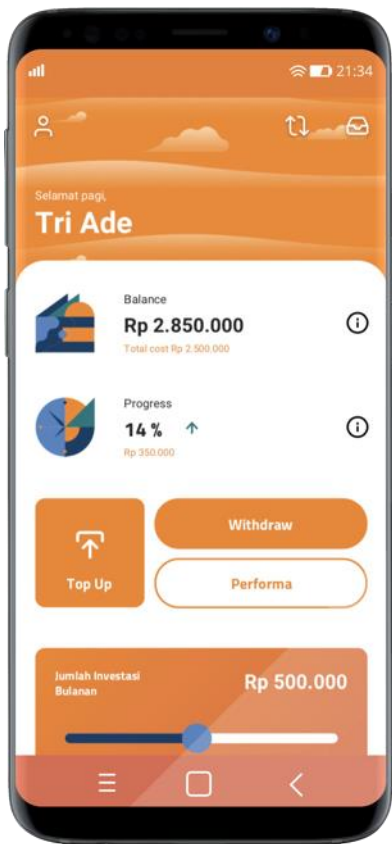 21:34
Selamat pagi,
Tri Ade
Balance
Rp 2.850.000
Total cost Rp 2.500.000
Progress
14 %
Rp 350.000
Top Up
Withdraw
Performa
Jumlah Investasi
Bulanan
Rp 500.000